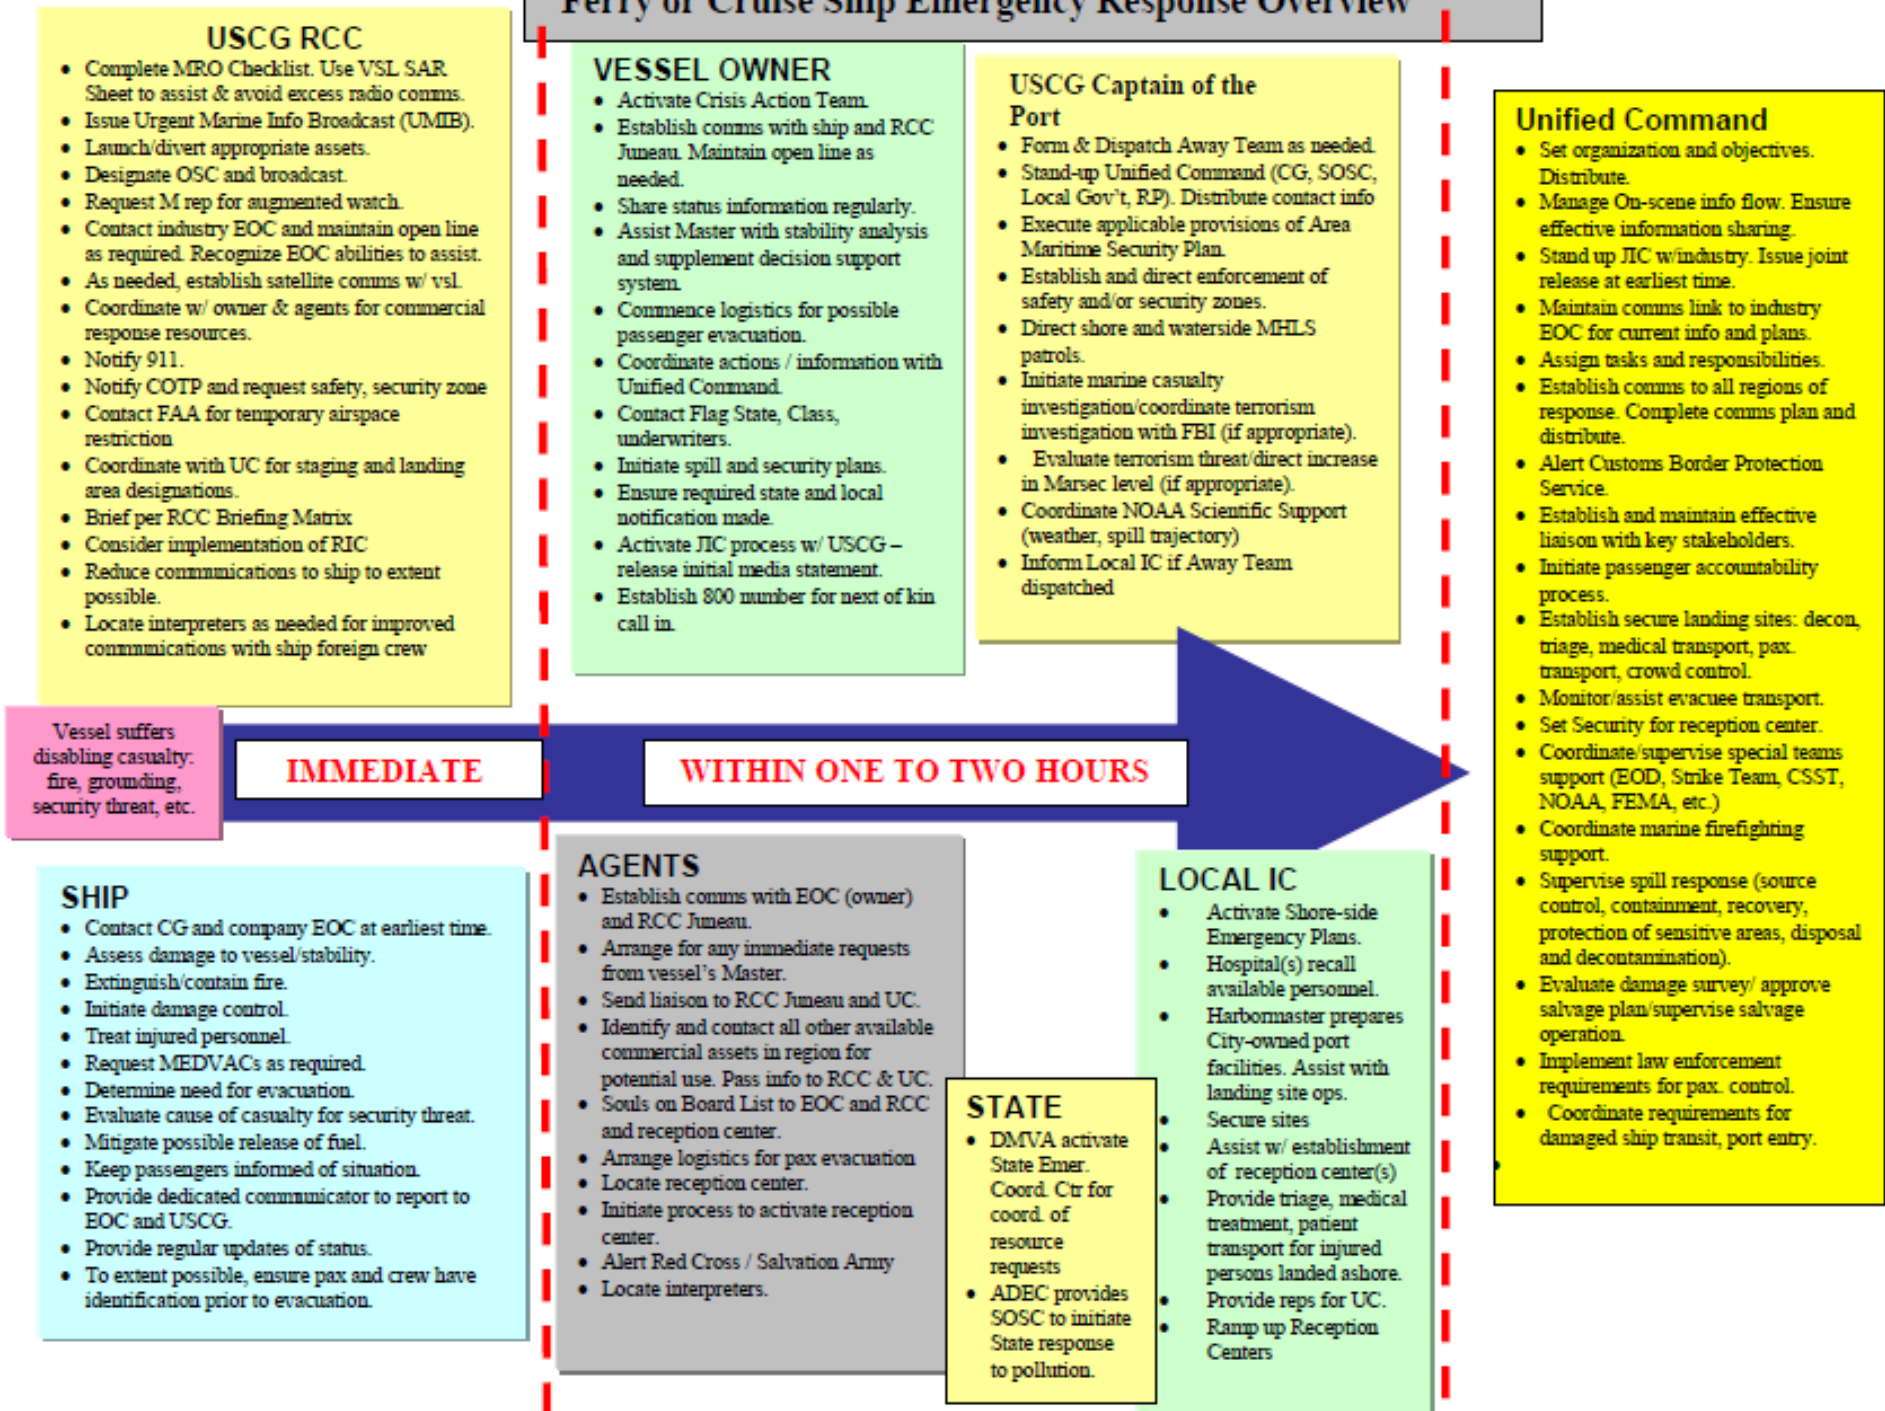 Ferry or Cruise Ship Emergency Response Overview
USCG RCC
• Complete MRO Checklist. Use VSL SAR
Sheet to assist & avoid excess radio comms.
• Issue Urgent Marine Info Broadcast (UMIB).
• Launch/divert appropriate assets.
• Designate OSC and broadcast.
• Request M rep for augmented watch.
• Contact industry EOC and maintain open line
as required. Recognize EOC abilities to assist.
• As needed, establish satellite comms w/ vsl.
• Coordinate w/ owner & agents for commercial
response resources.
• Notify 911.
• Notify COTP and request safety, security zone
• Contact FAA for temporary airspace
restriction
• Coordinate with UC for staging and landing
area designations.
• Brief per RCC Briefing Matrix
• Consider implementation of RIC
• Reduce communications to ship to extent
possible.
• Locate interpreters as needed for improved
communications with ship foreign crew
VESSEL OWNER
• Activate Crisis Action Team.
• Establish comms with ship and RCC
Juneau. Maintain open line as
needed.
• Share status information regularly.
• Assist Master with stability analysis
and supplement decision support
system.
• Commence logistics for possible
passenger evacuation.
• Coordinate actions / information with
Unified Command.
• Contact Flag State, Class,
underwriters.
• Initiate spill and security plans.
• Ensure required state and local
notification made.
• Activate JIC process w/ USCG –
release initial media statement.
• Establish 800 number for next of kin
call in.
USCG Captain of the
Port
• Form & Dispatch Away Team as needed.
• Stand-up Unified Command (CG, SOSC,
Local Gov't, RP). Distribute contact info
• Execute applicable provisions of Area
Maritime Security Plan.
• Establish and direct enforcement of
safety and/or security zones.
• Direct shore and waterside MHLS
patrols.
• Initiate marine casualty
investigation/coordinate terrorism
investigation with FBI (if appropriate).
• Evaluate terrorism threat/direct increase
in Marsec level (if appropriate).
• Coordinate NOAA Scientific Support
(weather, spill trajectory)
• Inform Local IC if Away Team
dispatched
Unified Command
• Set organization and objectives.
Distribute.
• Manage On-scene info flow. Ensure
effective information sharing.
• Stand up JIC w/industry. Issue joint
release at earliest time.
• Maintain comms link to industry
EOC for current info and plans.
• Assign tasks and responsibilities.
• Establish comms to all regions of
response. Complete comms plan and
distribute.
• Alert Customs Border Protection
Service.
• Establish and maintain effective
liaison with key stakeholders.
• Initiate passenger accountability
process.
• Establish secure landing sites: decon,
triage, medical transport, pax.
transport, crowd control.
• Monitor/assist evacuee transport.
• Set Security for reception center.
• Coordinate/supervise special teams
support (EOD, Strike Team, CSST,
NOAA, FEMA, etc.)
• Coordinate marine firefighting
support.
• Supervise spill response (source
control, containment, recovery,
protection of sensitive areas, disposal
and decontamination).
• Evaluate damage survey/ approve
salvage plan/supervise salvage
operation.
• Implement law enforcement
requirements for pax. control.
• Coordinate requirements for
damaged ship transit, port entry.
•
Vessel suffers
disabling casualty:
fire, grounding,
security threat, etc.
IMMEDIATE
WITHIN ONE TO TWO HOURS
SHIP
• Contact CG and company EOC at earliest time.
• Assess damage to vessel/stability.
• Extinguish/contain fire.
• Initiate damage control.
• Treat injured personnel.
• Request MEDVACs as required.
• Determine need for evacuation.
• Evaluate cause of casualty for security threat.
• Mitigate possible release of fuel.
• Keep passengers informed of situation.
• Provide dedicated communicator to report to
EOC and USCG.
• Provide regular updates of status.
• To extent possible, ensure pax and crew have
identification prior to evacuation.
AGENTS
• Establish comms with EOC (owner)
and RCC Juneau.
• Arrange for any immediate requests
from vessel's Master.
• Send liaison to RCC Juneau and UC.
• Identify and contact all other available
commercial assets in region for
potential use. Pass info to RCC & UC.
• Souls on Board List to EOC and RCC
and reception center.
• Arrange logistics for pax evacuation
• Locate reception center.
• Initiate process to activate reception
center.
• Alert Red Cross / Salvation Army
• Locate interpreters.
STATE
• DMVA activate
State Emer.
Coord. Ctr for
coord. of
resource
requests
• ADEC provides
SOSC to initiate
State response
to pollution.
LOCAL IC
• Activate Shore-side
Emergency Plans.
• Hospital(s) recall
available personnel.
• Harbormaster prepares
City-owned port
facilities. Assist with
landing site ops.
• Secure sites
• Assist w/ establishment
of reception center(s)
• Provide triage, medical
treatment, patient
transport for injured
persons landed ashore.
• Provide reps for UC.
• Ramp up Reception
Centers